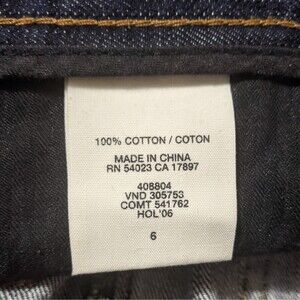 100% COTTON / COTON
MADE IN CHINA
RN 54023 CA 17897
408804
VND 305753
COMT 541762
HOL'06
6